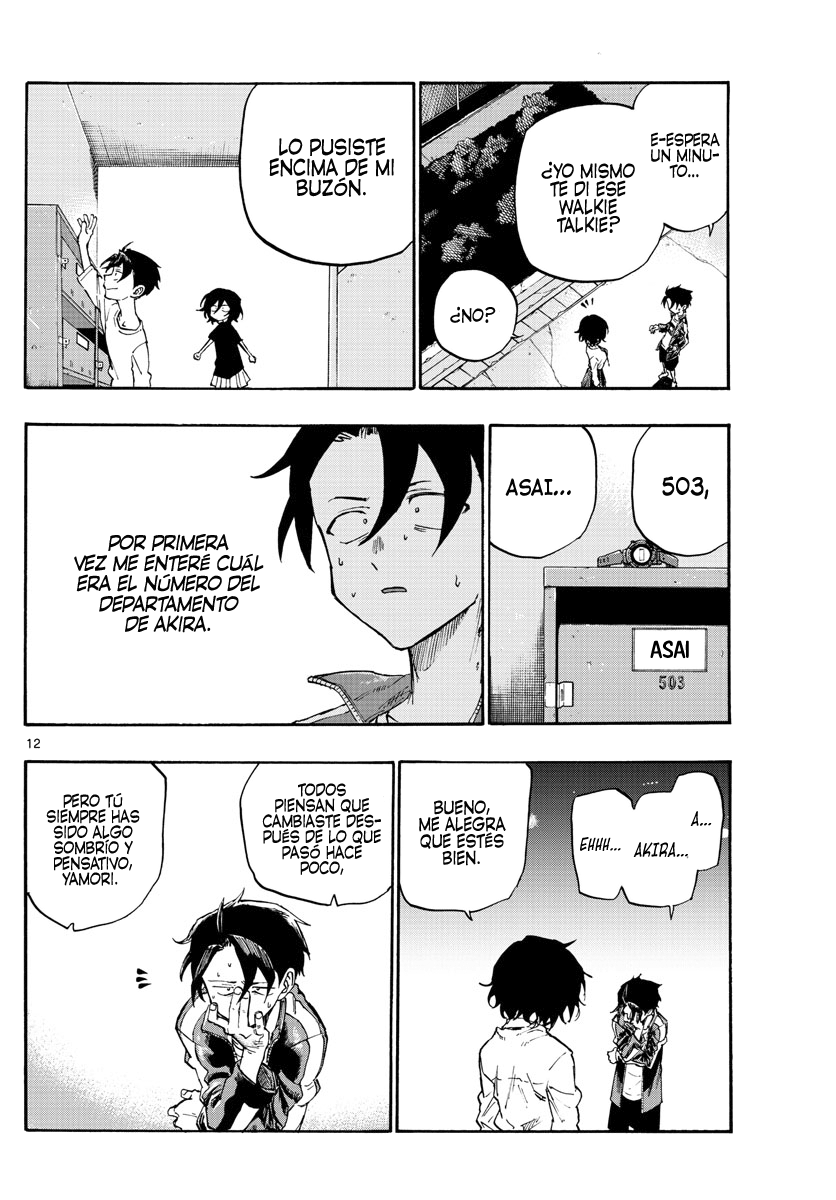 E-ESPERA
UN MINU-
TO...
¿YO MISMO
TE DI ESE
WALKIE
TALKIE?
¿NO?
LO PUSISTE
ENCIMA DE MI
BUZÓN.
503,
ASAI...
ASAI
503
POR PRIMERA
VEZ ME ENTERÉ CUÁL
ERA EL NÚMERO DEL
DEPARTAMENTO
DE AKIRA.
12
A...
AKIRA...
EHHH...
BUENO,
ME ALEGRA
QUE ESTÉS
BIEN.
TODOS
PIENSAN QUE
CAMBIASTE DES-
PUÉS DE LO QUE
PASÓ HACE
POCO,
PERO TÚ
SIEMPRE HAS
SIDO ALGO
SOMBRÍO Y
PENSATIVO,
YAMORI.